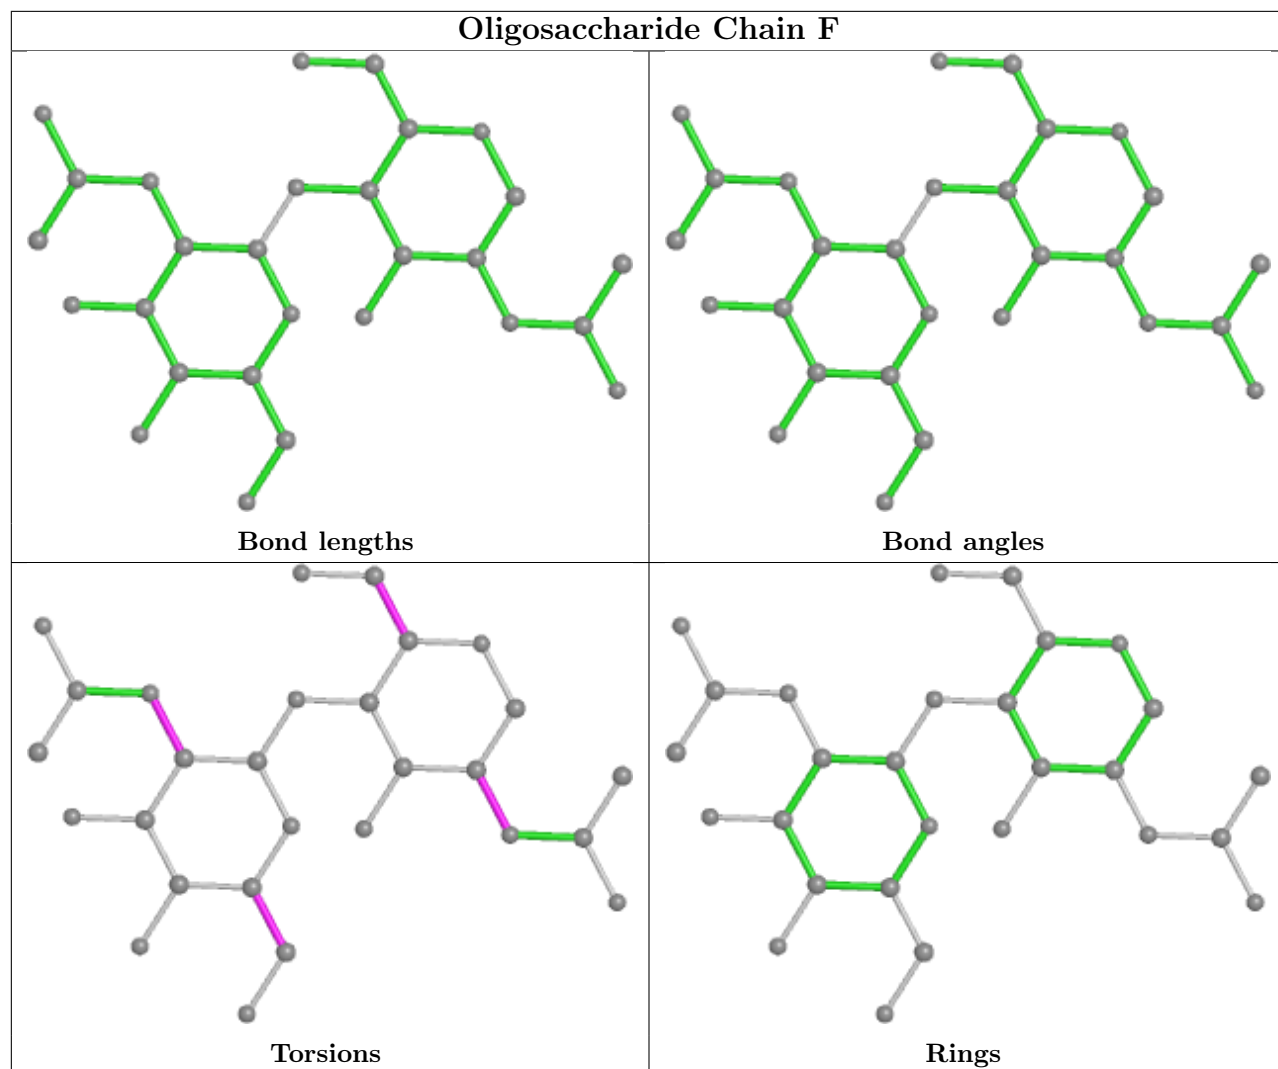 Oligosaccharide Chain F
Bond lengths
Bond angles
Torsions
Rings